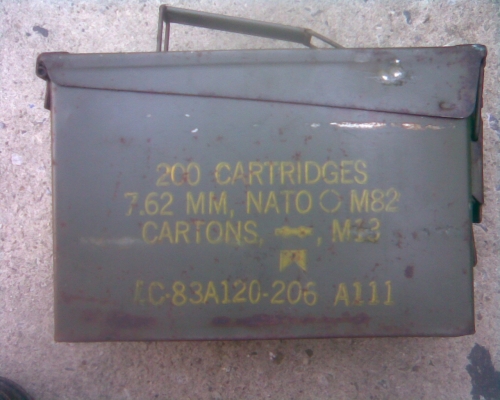 200 CARTRIDGES
7.62 MM, NATO M82
CARTONS, , M13
LC-83A120-206 A111